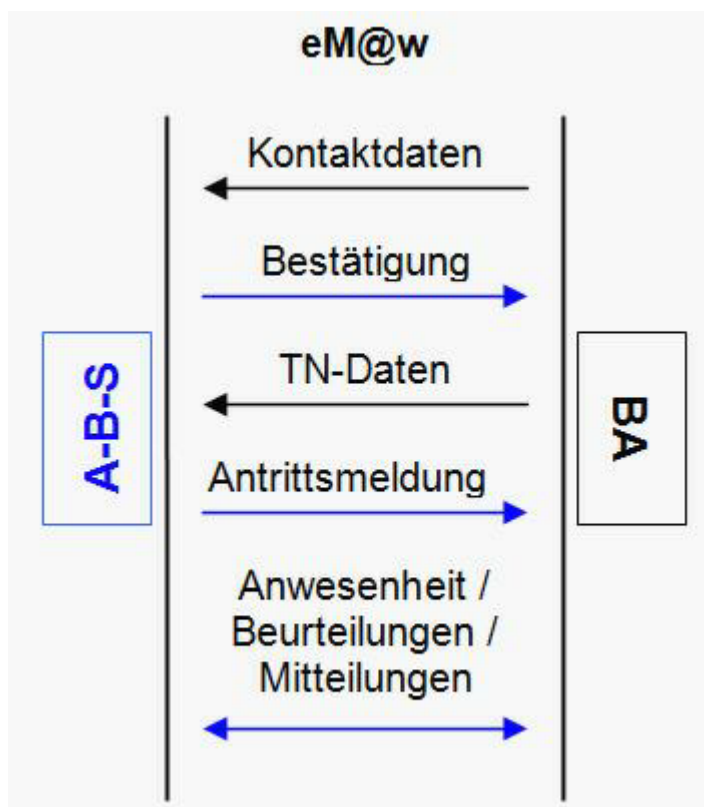 eM@w
Kontaktdaten
Bestätigung
TN-Daten
A-B-S
BA
Antrittsmeldung
Anwesenheit /
Beurteilungen /
Mitteilungen